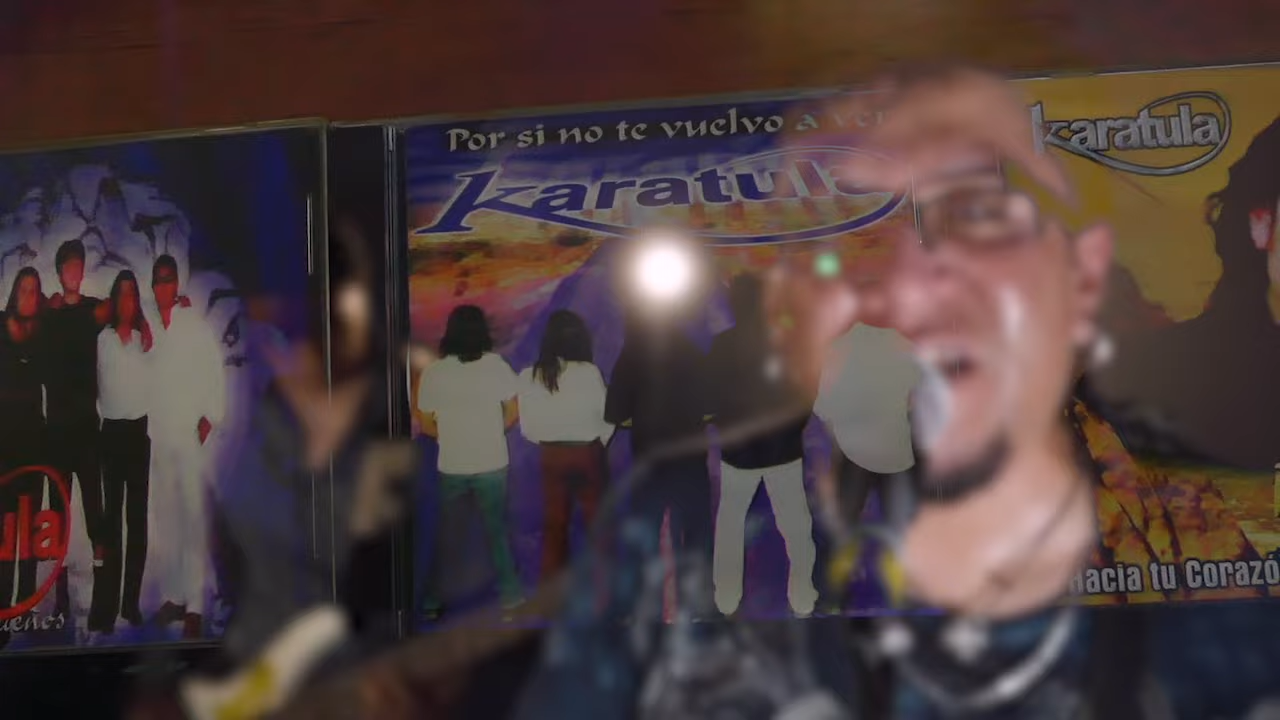 Por si no te vuelvo a ver
karatula
karatula
ula
ueños
Hacia tu Corazó